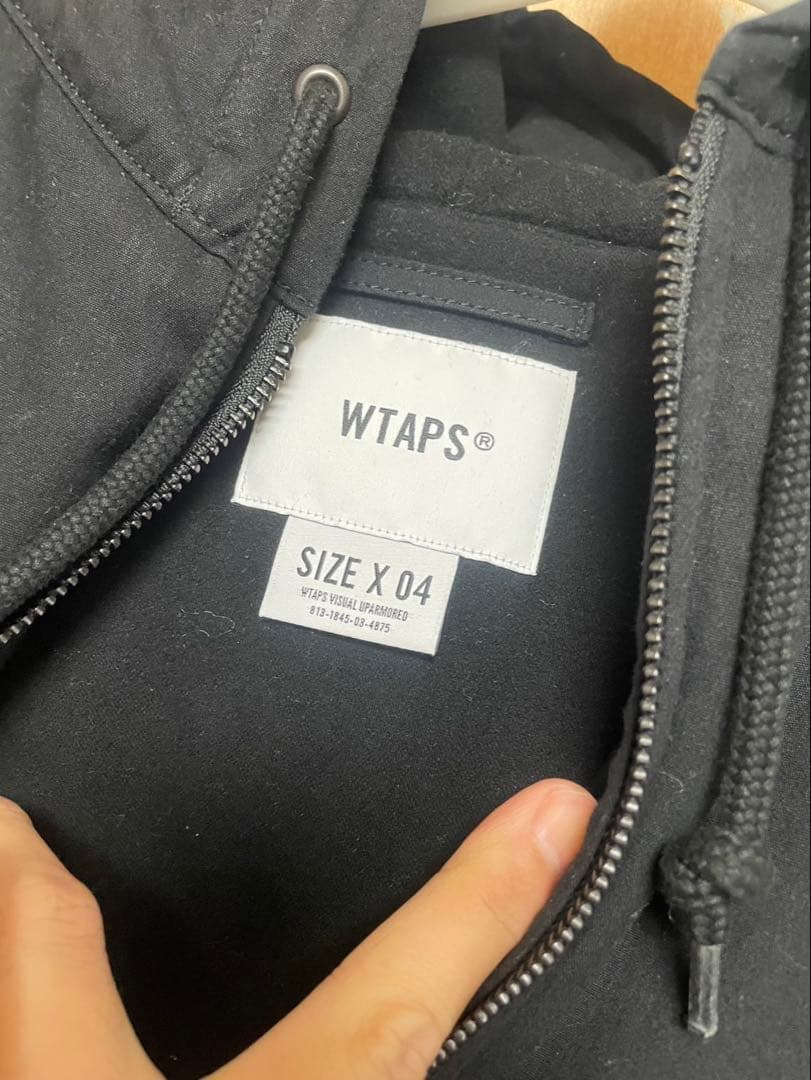 WTAPS®
SIZE X 04
WTAPS VISUAL UPARMORED
813-1845-03-4875